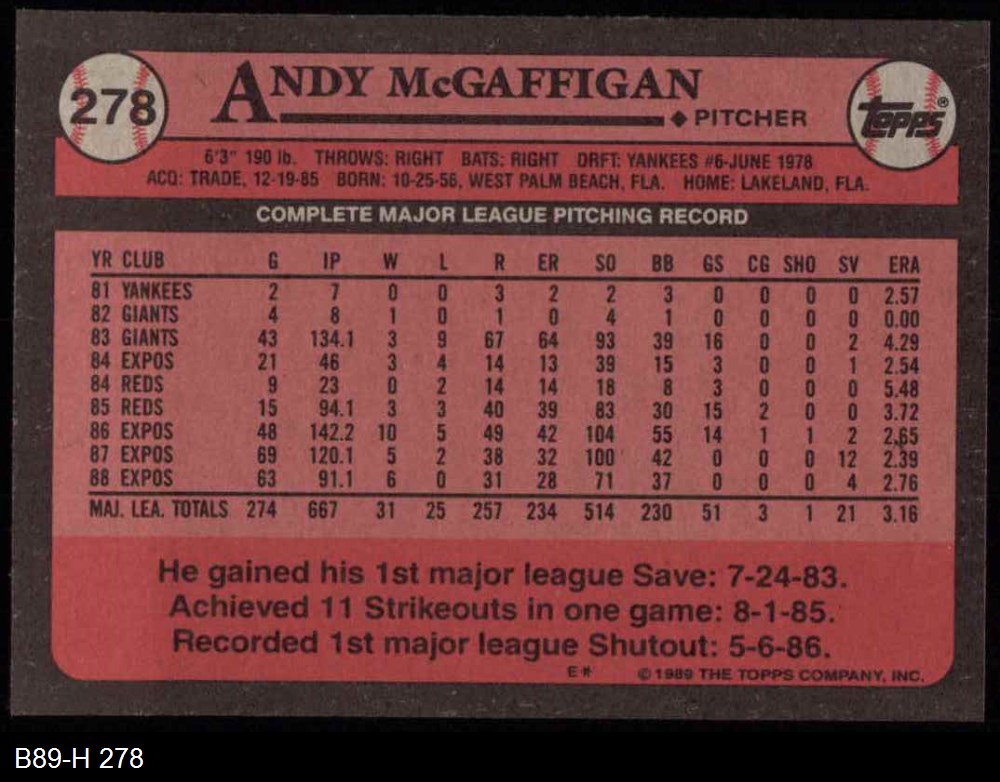 278
ANDY McGAFFIGAN
PITCHER
TOPPS®
6'3" 190 lb. THROWS: RIGHT BATS: RIGHT DRFT: YANKEES #6-JUNE 1978
ACQ: TRADE, 12-19-85 BORN: 10-25-56, WEST PALM BEACH, FLA. HOME: LAKELAND, FLA.
COMPLETE MAJOR LEAGUE PITCHING RECORD
YR CLUB G IP W L R ER SO BB GS CG SHO SV ERA
81 YANKEES 2 7 0 0 3 2 2 3 0 0 0 0 2.57
82 GIANTS 4 8 1 0 1 0 4 1 0 0 0 0 0.00
83 GIANTS 43 134.1 3 9 67 64 93 39 16 0 0 2 4.29
84 EXPOS 21 46 3 4 14 13 39 15 3 0 0 1 2.54
84 REDS 9 23 0 2 14 14 18 8 3 0 0 0 5.48
85 REDS 15 94.1 3 3 40 39 83 30 15 2 0 0 3.72
86 EXPOS 48 142.2 10 5 49 42 104 55 14 1 1 2 2.65
87 EXPOS 69 120.1 5 2 38 32 100 42 0 0 0 12 2.39
88 EXPOS 63 91.1 6 0 31 28 71 37 0 0 0 4 2.76
MAJ. LEA. TOTALS 274 667 31 25 257 234 514 230 51 3 1 21 3.16
He gained his 1st major league Save: 7-24-83.
Achieved 11 Strikeouts in one game: 8-1-85.
Recorded 1st major league Shutout: 5-6-86.
E* © 1989 THE TOPPS COMPANY, INC.
B89-H 278